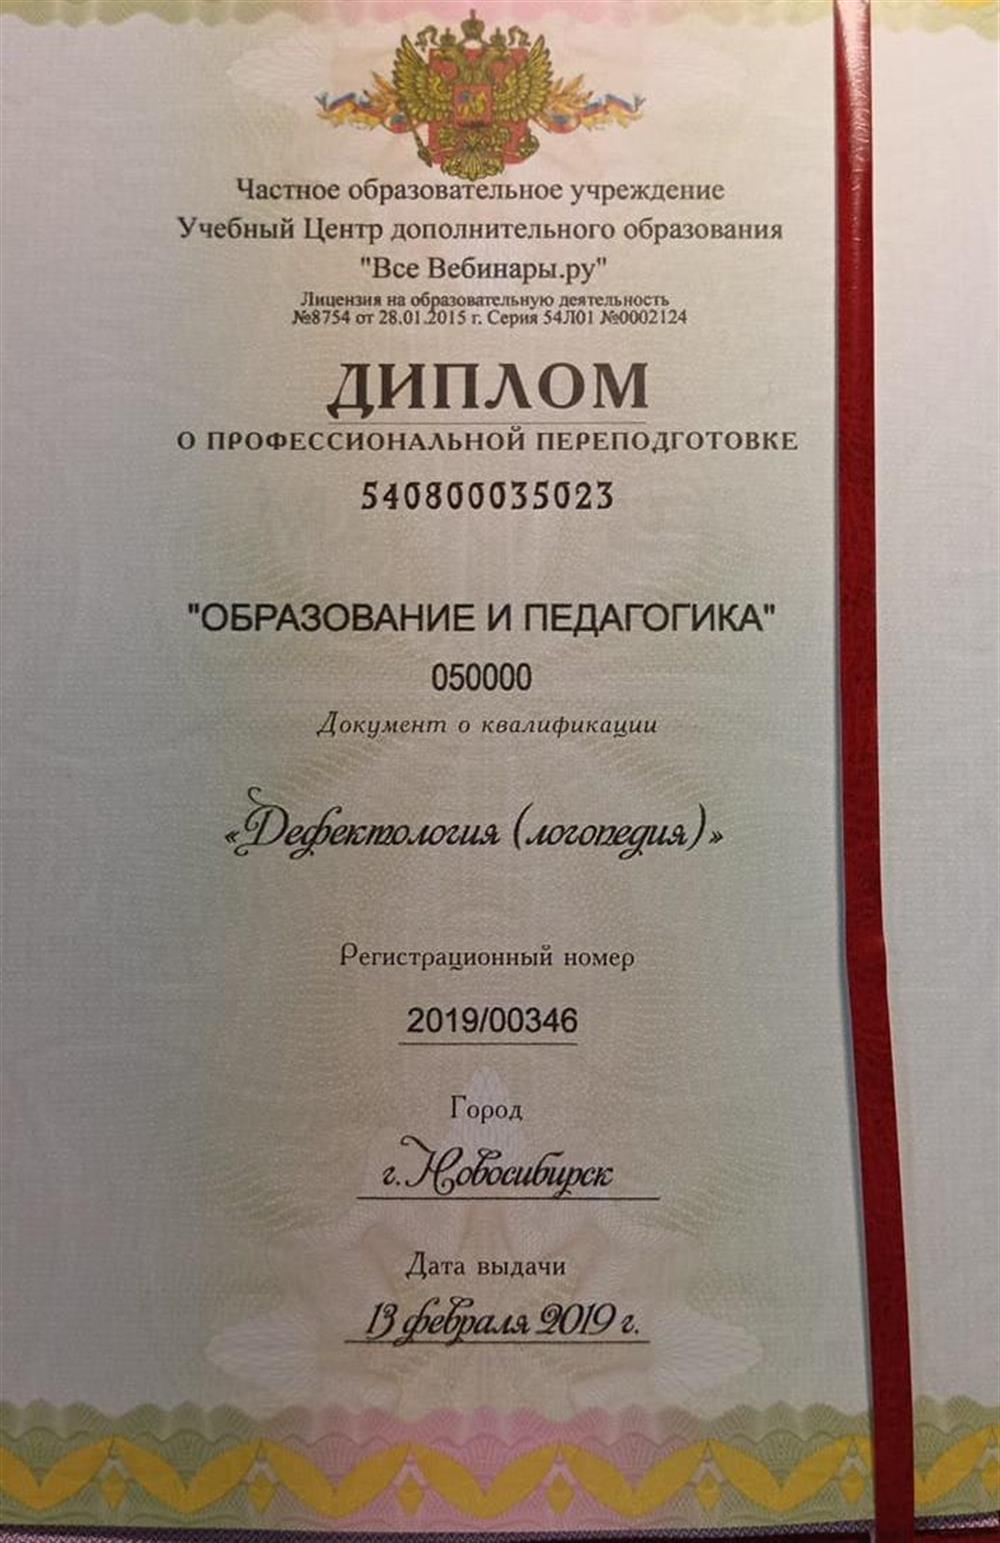 Частное образовательное учреждение
Учебный Центр дополнительного образования
"Все Вебинары.ру"
Лицензия на образовательную деятельность
№8754 от 28.01.2015 г. Серия 54Л01 №0002124
ДИПЛОМ
О ПРОФЕССИОНАЛЬНОЙ ПЕРЕПОДГОТОВКЕ
540800035023
"ОБРАЗОВАНИЕ И ПЕДАГОГИКА"
050000
Документ о квалификации
«Дефектология (логопедия)»
Регистрационный номер
2019/00346
Город
г. Новосибирск
Дата выдачи
13 февраля 2019 г.